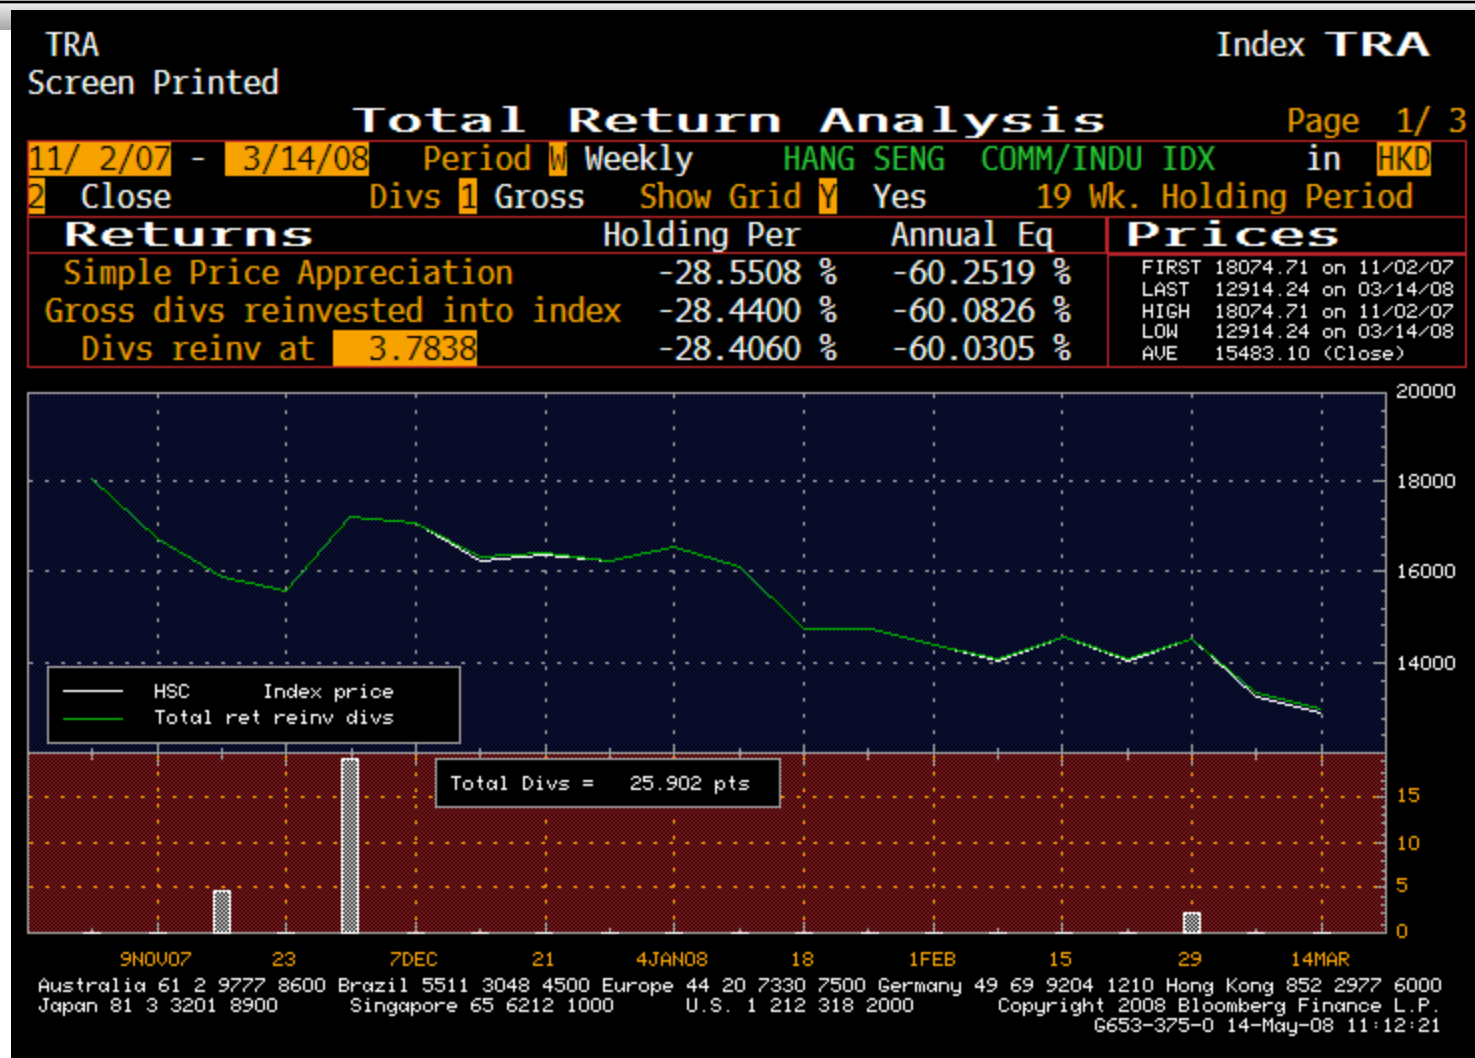 TRA Index TRA
Screen Printed
Total Return Analysis Page 1/ 3
11/ 2/07 - 3/14/08 Period W Weekly HANG SENG COMM/INDU IDX in HKD
2 Close Divs 1 Gross Show Grid Y Yes 19 Wk. Holding Period
Returns Holding Per Annual Eq Prices
Simple Price Appreciation -28.5508 % -60.2519 %
Gross divs reinvested into index -28.4400 % -60.0826 %
Divs reinv at 3.7838 -28.4060 % -60.0305 %
FIRST 18074.71 on 11/02/07
LAST 12914.24 on 03/14/08
HIGH 18074.71 on 11/02/07
LOW 12914.24 on 03/14/08
AVE 15483.10 (Close)
20000
18000
16000
14000
HSC Index price
Total ret reinv divs
Total Divs = 25.902 pts
15
10
5
0
9NOV07 23 7DEC 21 4JAN08 18 1FEB 15 29 14MAR
Australia 61 2 9777 8600 Brazil 5511 3048 4500 Europe 44 20 7330 7500 Germany 49 69 9204 1210 Hong Kong 852 2977 6000
Japan 81 3 3201 8900 Singapore 65 6212 1000 U.S. 1 212 318 2000 Copyright 2008 Bloomberg Finance L.P.
G653-375-0 14-May-08 11:12:21